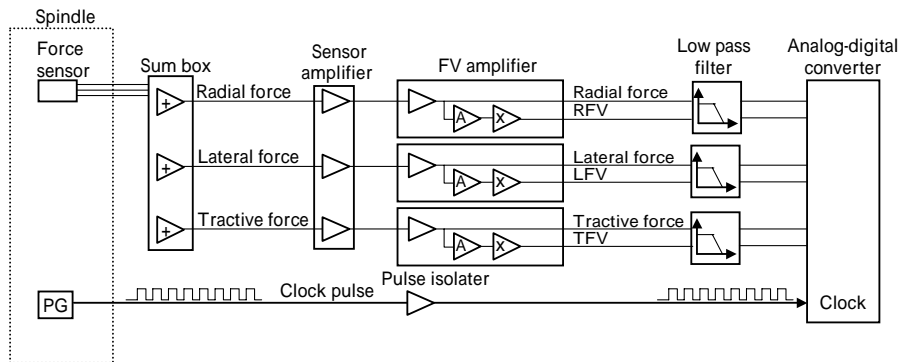 Spindle
Force
sensor
Sum box
Sensor
amplifier
FV amplifier
Low pass
filter
Analog-digital
converter
+
Radial force
A
x
Radial force
RFV
+
Lateral force
A
x
Lateral force
LFV
+
Tractive force
A
x
Tractive force
TFV
PG
Clock pulse
Pulse isolater
Clock